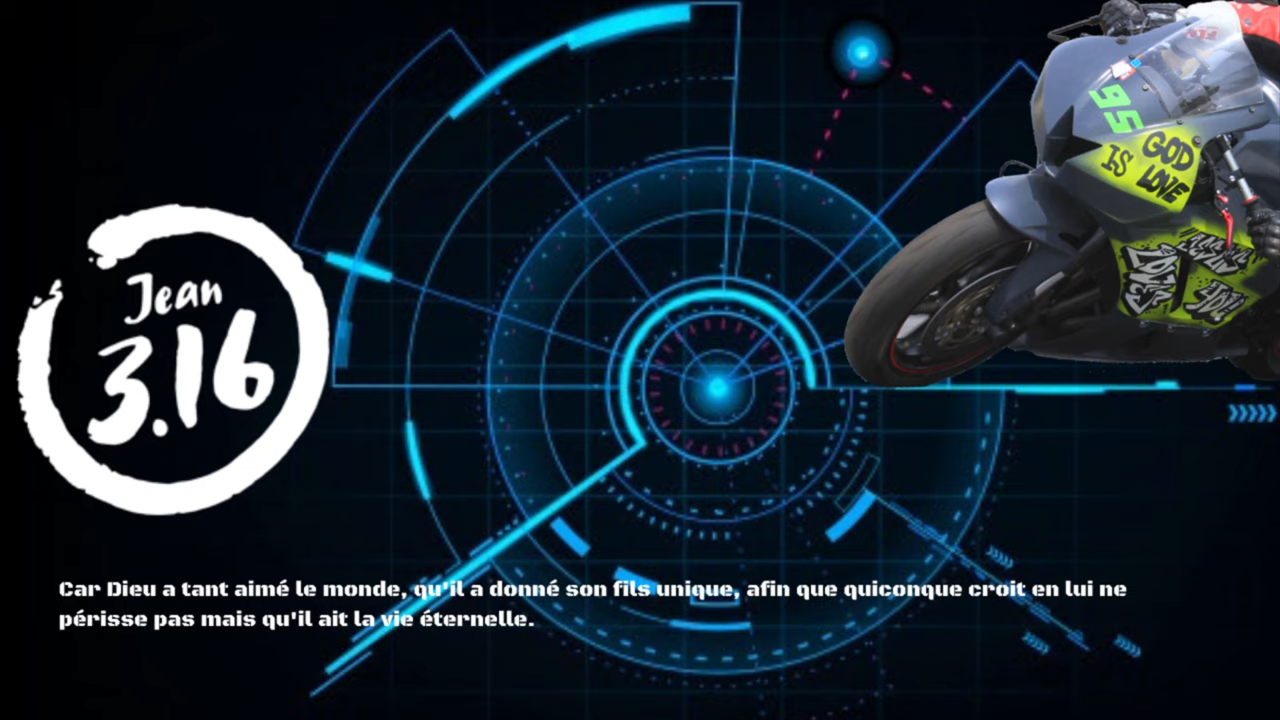 95
IS GOD
LOVE
Jean
3.16
Car Dieu a tant aimé le monde, qu'il a donné son fils unique, afin que quiconque croit en lui ne
périsse pas mais qu'il ait la vie éternelle.